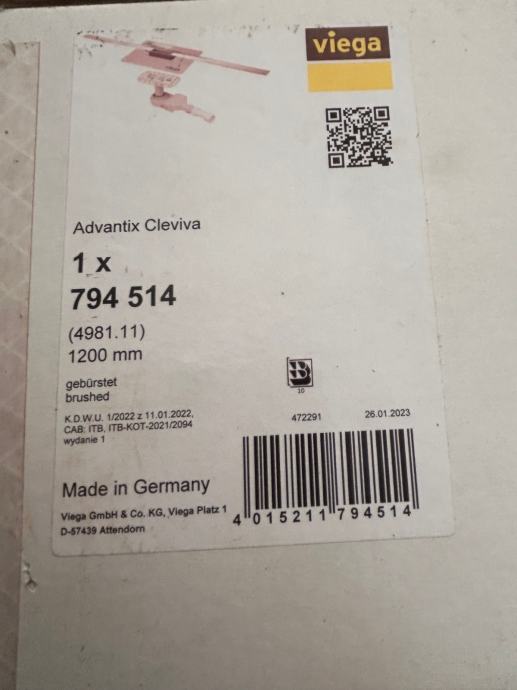 viega
Advantix Cleviva
1 x
794 514
(4981.11)
1200 mm
gebürstet
brushed
K.D.W.U. 1/2022 z 11.01.2022,
CAB: ITB, ITB-KOT-2021/2094
wydanie 1
10
472291
26.01.2023
Made in Germany
Viega GmbH & Co. KG, Viega Platz 1
D-57439 Attendorn
4 015211 794514